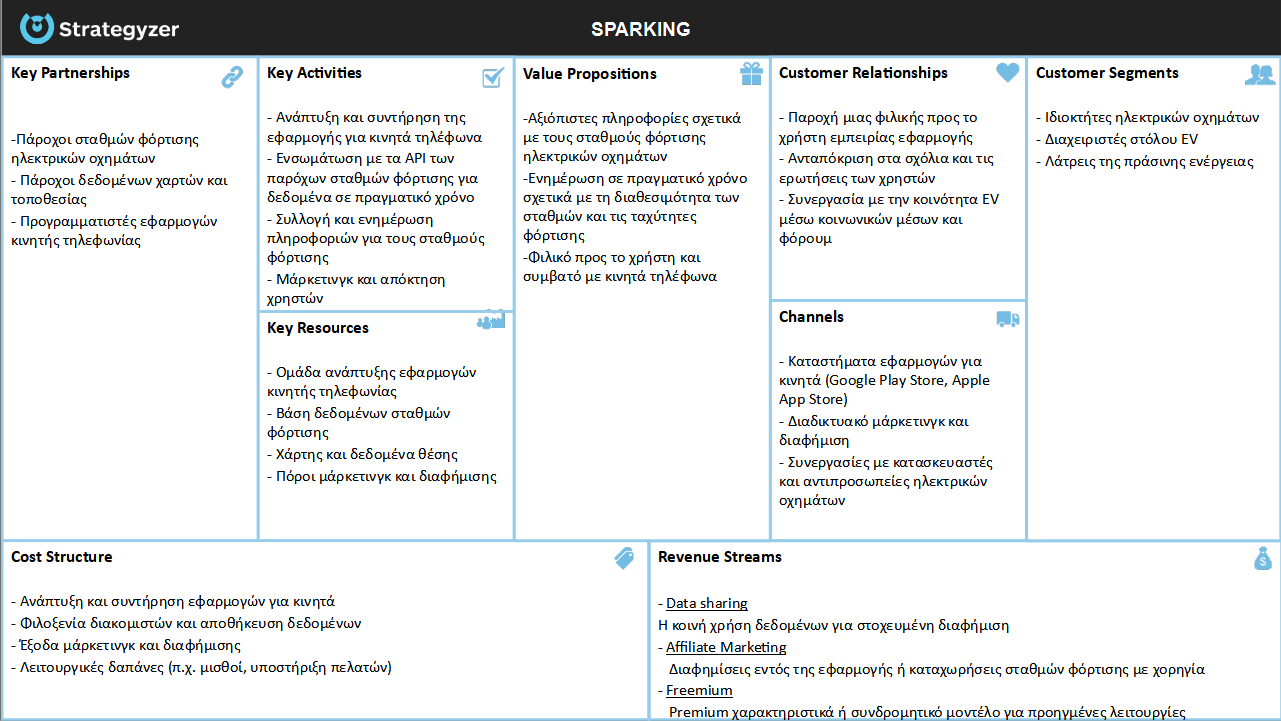 Strategyzer
SPARKING
Key Partnerships
-Πάροχοι σταθμών φόρτισης
ηλεκτρικών οχημάτων
- Πάροχοι δεδομένων χαρτών και
τοποθεσίας
- Προγραμματιστές εφαρμογών
κινητής τηλεφωνίας
Key Activities
- Ανάπτυξη και συντήρηση της
εφαρμογής για κινητά τηλέφωνα
- Ενσωμάτωση με τα API των
παρόχων σταθμών φόρτισης για
δεδομένα σε πραγματικό χρόνο
- Συλλογή και ενημέρωση
πληροφοριών για τους σταθμούς
φόρτισης
- Μάρκετινγκ και απόκτηση
χρηστών
Key Resources
- Ομάδα ανάπτυξης εφαρμογών
κινητής τηλεφωνίας
- Βάση δεδομένων σταθμών
φόρτισης
- Χάρτης και δεδομένα θέσης
- Πόροι μάρκετινγκ και διαφήμισης
Value Propositions
-Αξιόπιστες πληροφορίες σχετικά
με τους σταθμούς φόρτισης
ηλεκτρικών οχημάτων
-Ενημέρωση σε πραγματικό χρόνο
σχετικά με τη διαθεσιμότητα των
σταθμών και τις ταχύτητες
φόρτισης
-Φιλικό προς το χρήστη και
συμβατό με κινητά τηλέφωνα
Customer Relationships
- Παροχή μιας φιλικής προς το
χρήστη εμπειρίας εφαρμογής
- Ανταπόκριση στα σχόλια και τις
ερωτήσεις των χρηστών
- Συνεργασία με την κοινότητα EV
μέσω κοινωνικών μέσων και
φόρουμ
Channels
- Καταστήματα εφαρμογών για
κινητά (Google Play Store, Apple
App Store)
- Διαδικτυακό μάρκετινγκ και
διαφήμιση
- Συνεργασίες με κατασκευαστές
και αντιπροσωπείες ηλεκτρικών
οχημάτων
Customer Segments
- Ιδιοκτήτες ηλεκτρικών οχημάτων
- Διαχειριστές στόλου EV
- Λάτρεις της πράσινης ενέργειας
Cost Structure
- Ανάπτυξη και συντήρηση εφαρμογών για κινητά
- Φιλοξενία διακομιστών και αποθήκευση δεδομένων
- Έξοδα μάρκετινγκ και διαφήμισης
- Λειτουργικές δαπάνες (π.χ. μισθοί, υποστήριξη πελατών)
Revenue Streams
- Data sharing
Η κοινή χρήση δεδομένων για στοχευμένη διαφήμιση
- Affiliate Marketing
Διαφημίσεις εντός της εφαρμογής ή καταχωρήσεις σταθμών φόρτισης με χορηγία
- Freemium
Premium χαρακτηριστικά ή συνδρομητικό μοντέλο για προηγμένες λειτουργίες